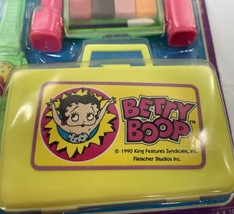 BETTY
BOOP
© 1990 King Features Syndicate, Inc.
Fleischer Studios Inc.